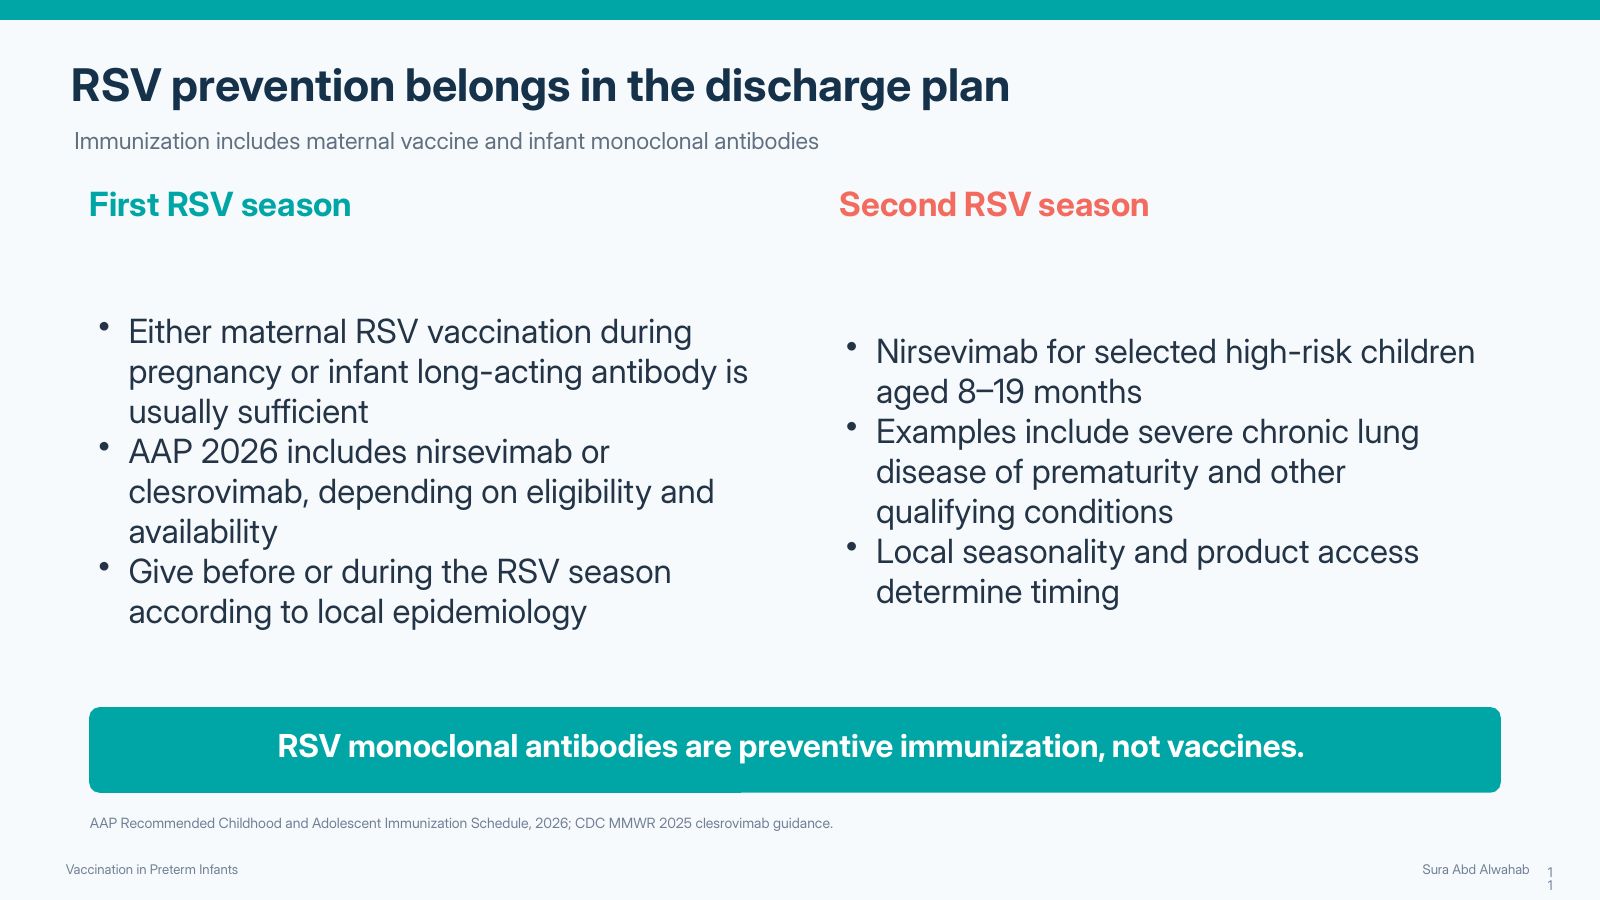 RSV prevention belongs in the discharge plan
Immunization includes maternal vaccine and infant monoclonal antibodies
First RSV season
• Either maternal RSV vaccination during
pregnancy or infant long-acting antibody is
usually sufficient
• AAP 2026 includes nirsevimab or
clesrovimab, depending on eligibility and
availability
• Give before or during the RSV season
according to local epidemiology
Second RSV season
• Nirsevimab for selected high-risk children
aged 8–19 months
• Examples include severe chronic lung
disease of prematurity and other
qualifying conditions
• Local seasonality and product access
determine timing
RSV monoclonal antibodies are preventive immunization, not vaccines.
AAP Recommended Childhood and Adolescent Immunization Schedule, 2026; CDC MMWR 2025 clesrovimab guidance.
Vaccination in Preterm Infants
Sura Abd Alwahab
1
1